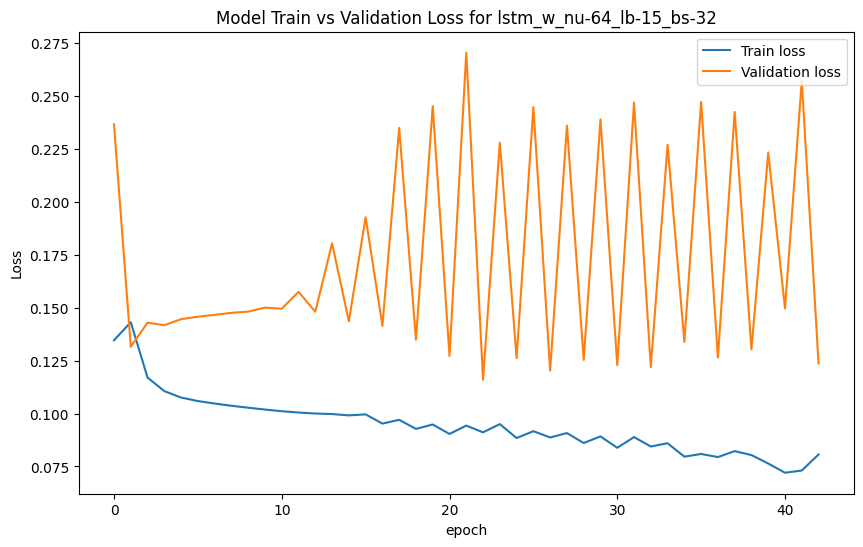 Model Train vs Validation Loss for lstm_w_nu-64_lb-15_bs-32
Train loss
Validation loss
0.275
0.250
0.225
0.200
0.175
0.150
0.125
0.100
0.075
Loss
0
10
20
30
40
epoch